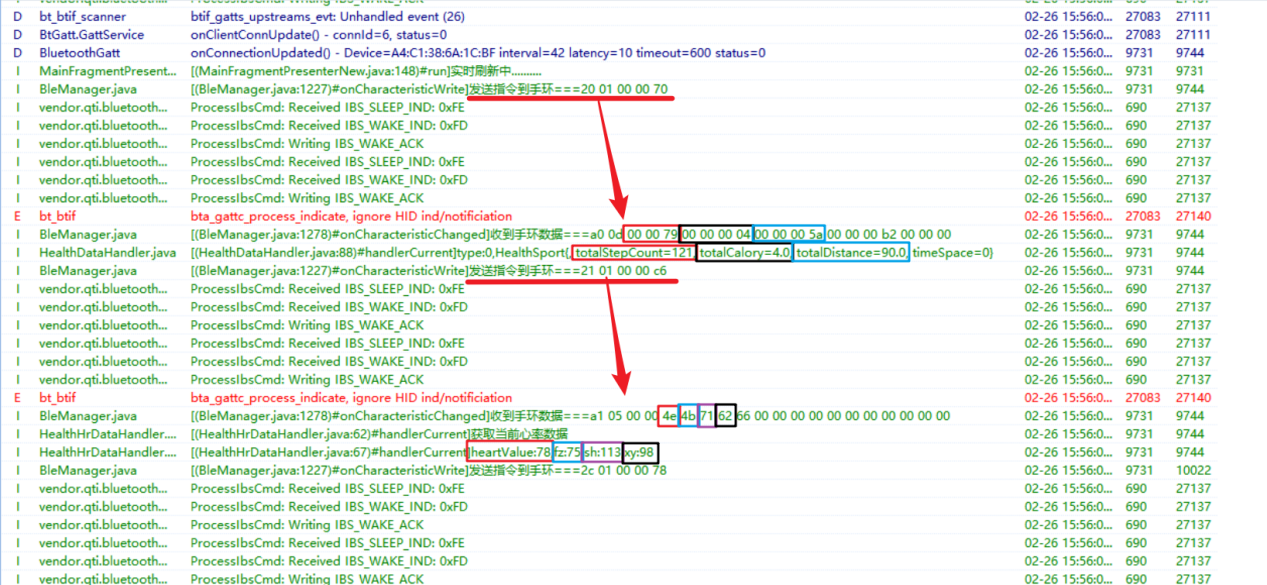 vendor.qti.bluetooth... ProcessIbsCmd: Writing IBS_WAKE_ACK
D bt_btif_scanner btif_gatts_upstreams_evt: Unhandled event (26) 02-26 15:56:0... 27083 27111
D BtGatt.GattService onClientConnUpdate() - connId=6, status=0 02-26 15:56:0... 27083 27111
D BluetoothGatt onConnectionUpdated() - Device=A4:C1:38:6A:1C:BF interval=42 latency=10 timeout=600 status=0 02-26 15:56:0... 9731 9744
I MainFragmentPresent... [(MainFragmentPresenterNew.java:148)#run]实时刷新中.......... 02-26 15:56:0... 9731 9731
I BleManager.java [(BleManager.java:1227)#onCharacteristicWrite]发送指令到手环===20 01 00 00 70 02-26 15:56:0... 9731 9744
I vendor.qti.bluetooth... ProcessIbsCmd: Received IBS_SLEEP_IND: 0xFE 02-26 15:56:0... 690 27137
I vendor.qti.bluetooth... ProcessIbsCmd: Received IBS_WAKE_IND: 0xFD 02-26 15:56:0... 690 27137
I vendor.qti.bluetooth... ProcessIbsCmd: Writing IBS_WAKE_ACK 02-26 15:56:0... 690 27137
I vendor.qti.bluetooth... ProcessIbsCmd: Received IBS_SLEEP_IND: 0xFE 02-26 15:56:0... 690 27137
I vendor.qti.bluetooth... ProcessIbsCmd: Received IBS_WAKE_IND: 0xFD 02-26 15:56:0... 690 27137
I vendor.qti.bluetooth... ProcessIbsCmd: Writing IBS_WAKE_ACK 02-26 15:56:0... 690 27137
E bt_btif bta_gattc_process_indicate, ignore HID ind/notificiation 02-26 15:56:0... 27083 27140
I BleManager.java [(BleManager.java:1278)#onCharacteristicChanged]收到手环数据===a0 0d 00 00 79 00 00 00 04 00 00 00 5a 00 00 00 b2 00 00 00 02-26 15:56:0... 9731 9744
I HealthDataHandler.java [(HealthDataHandler.java:88)#handlerCurrent]type:0,HealthSport{, totalStepCount=121, totalCalory=4.0, totalDistance=90.0, timeSpace=0} 02-26 15:56:0... 9731 9744
I BleManager.java [(BleManager.java:1227)#onCharacteristicWrite]发送指令到手环===21 01 00 00 c6 02-26 15:56:0... 9731 9744
I vendor.qti.bluetooth... ProcessIbsCmd: Received IBS_SLEEP_IND: 0xFE 02-26 15:56:0... 690 27137
I vendor.qti.bluetooth... ProcessIbsCmd: Received IBS_WAKE_IND: 0xFD 02-26 15:56:0... 690 27137
I vendor.qti.bluetooth... ProcessIbsCmd: Writing IBS_WAKE_ACK 02-26 15:56:0... 690 27137
I vendor.qti.bluetooth... ProcessIbsCmd: Received IBS_SLEEP_IND: 0xFE 02-26 15:56:0... 690 27137
I vendor.qti.bluetooth... ProcessIbsCmd: Received IBS_WAKE_IND: 0xFD 02-26 15:56:0... 690 27137
I vendor.qti.bluetooth... ProcessIbsCmd: Writing IBS_WAKE_ACK 02-26 15:56:0... 690 27137
E bt_btif bta_gattc_process_indicate, ignore HID ind/notificiation 02-26 15:56:0... 27083 27140
I BleManager.java [(BleManager.java:1278)#onCharacteristicChanged]收到手环数据===a1 05 00 00 4e 4b 71 62 66 00 00 00 00 00 00 00 00 00 00 00 02-26 15:56:0... 9731 9744
I HealthHrDataHandler.... [(HealthHrDataHandler.java:62)#handlerCurrent]获取当前心率数据 02-26 15:56:0... 9731 9744
I HealthHrDataHandler.... [(HealthHrDataHandler.java:67)#handlerCurrent]heartValue:78fz:75sh:113xy:98 02-26 15:56:0... 9731 9744
I BleManager.java [(BleManager.java:1227)#onCharacteristicWrite]发送指令到手环===2c 01 00 00 78 02-26 15:56:0... 9731 10022
I vendor.qti.bluetooth... ProcessIbsCmd: Received IBS_SLEEP_IND: 0xFE 02-26 15:56:0... 690 27137
I vendor.qti.bluetooth... ProcessIbsCmd: Received IBS_WAKE_IND: 0xFD 02-26 15:56:0... 690 27137
I vendor.qti.bluetooth... ProcessIbsCmd: Writing IBS_WAKE_ACK 02-26 15:56:0... 690 27137
I vendor.qti.bluetooth... ProcessIbsCmd: Received IBS_SLEEP_IND: 0xFE 02-26 15:56:0... 690 27137
I vendor.qti.bluetooth... ProcessIbsCmd: Received IBS_WAKE_IND: 0xFD 02-26 15:56:0... 690 27137
I vendor.qti.bluetooth... ProcessIbsCmd: Writing IBS_WAKE_ACK 02-26 15:56:0... 690 27137